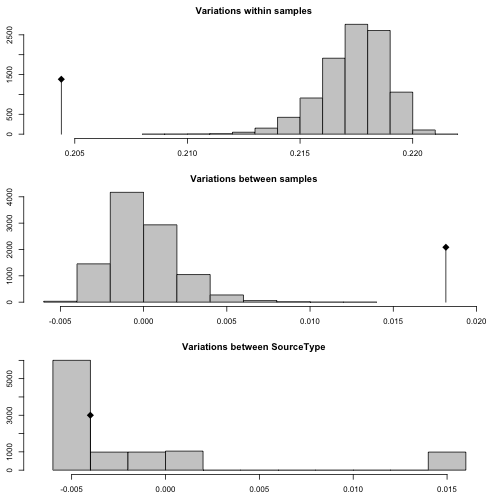 Variations within samples
2500
1500
500
0
0.205 0.210 0.215 0.220
Variations between samples
4000
3000
2000
1000
0
-0.005 0.000 0.005 0.010 0.015 0.020
Variations between SourceType
5000
3000
1000
0
-0.005 0.000 0.005 0.010 0.015